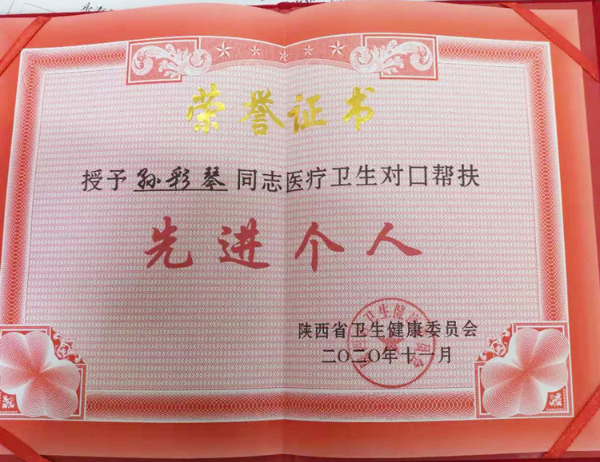 荣誉证书
授予孙彩琴同志医疗卫生对口帮扶
先进个人
陕西省卫生健康委员会
二〇二〇年十一月